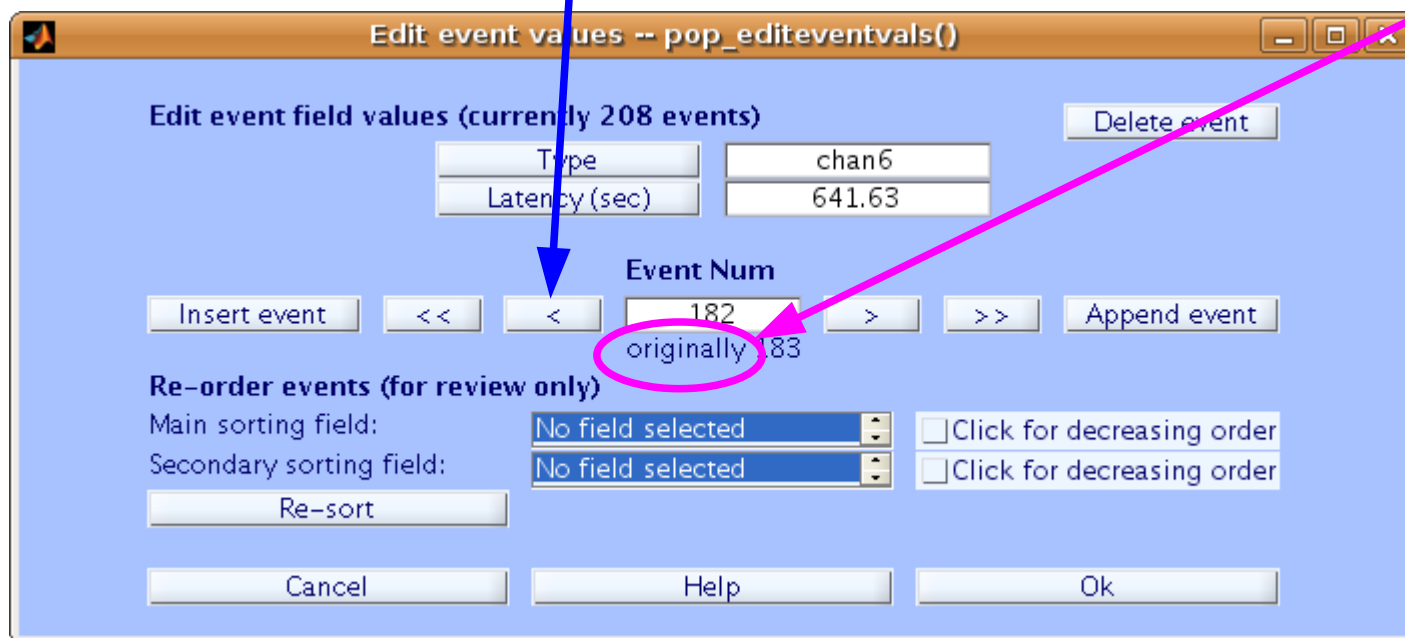 Edit event values -- pop_editeventvals()
Edit event field values (currently 208 events)
Delete event
Type
chan6
Latency (sec)
641.63
Event Num
Insert event
<<
<
182
>
>>
Append event
originally 183
Re-order events (for review only)
Main sorting field:
No field selected
Click for decreasing order
Secondary sorting field:
No field selected
Click for decreasing order
Re-sort
Cancel
Help
Ok